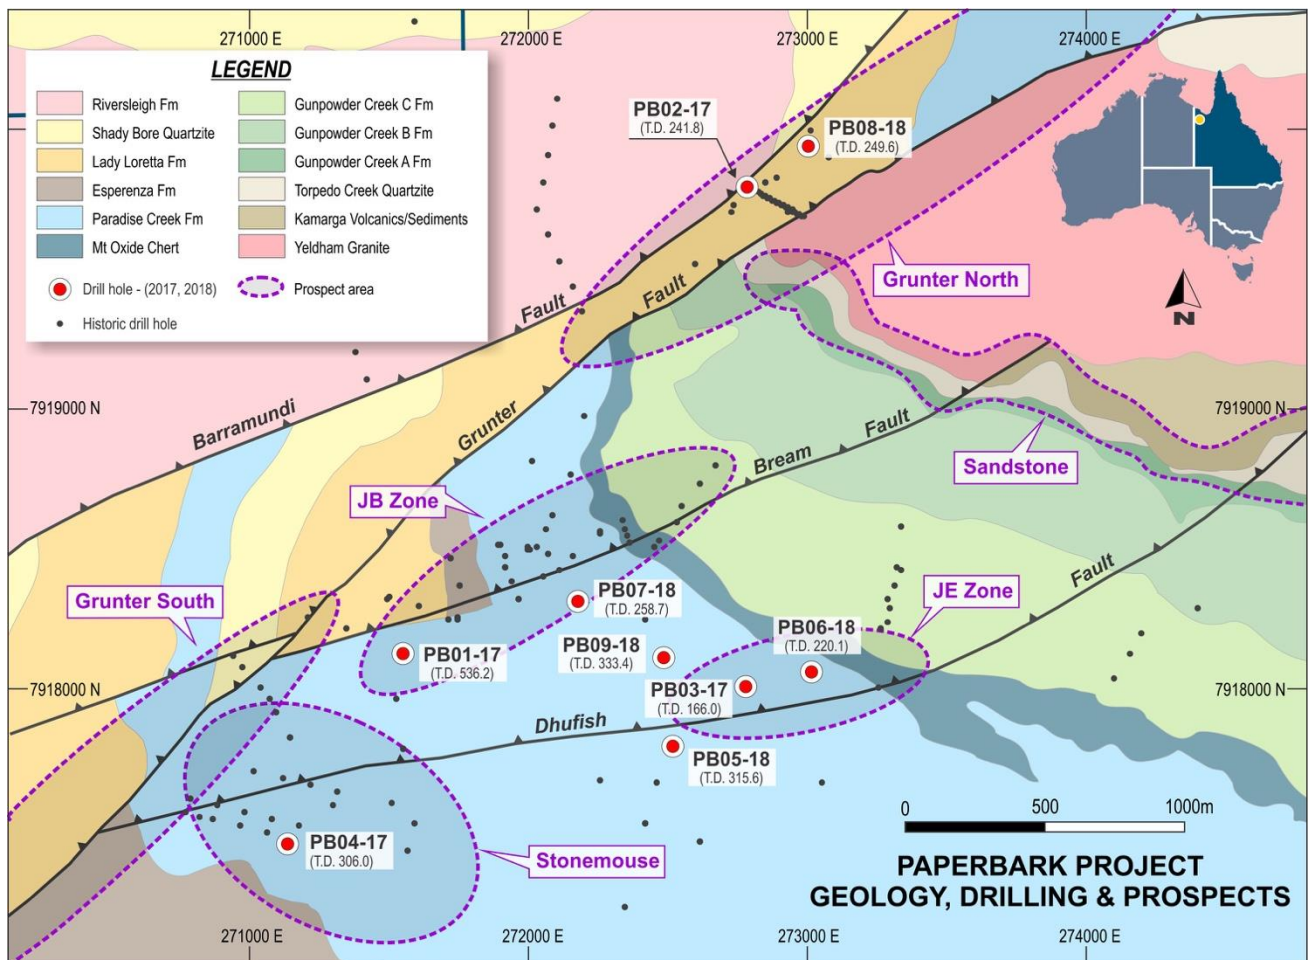 271000 E
272000 E
273000 E
274000 E
LEGEND
Riversleigh Fm
Shady Bore Quartzite
Lady Loretta Fm
Esperenza Fm
Paradise Creek Fm
Mt Oxide Chert
Gunpowder Creek C Fm
Gunpowder Creek B Fm
Gunpowder Creek A Fm
Torpedo Creek Quartzite
Kamarga Volcanics/Sediments
Yeldham Granite
Drill hole - (2017, 2018)
Prospect area
Historic drill hole
PB02-17
(T.D. 241.8)
PB08-18
(T.D. 249.6)
Grunter North
N
Fault
Fault
7919000 N
7919000 N
Barramundi
Grunter
Fault
Bream
Sandstone
JB Zone
Fault
Grunter South
PB07-18
(T.D. 258.7)
JE Zone
PB01-17
(T.D. 536.2)
PB09-18
(T.D. 333.4)
PB06-18
(T.D. 220.1)
PB03-17
(T.D. 166.0)
7918000 N
7918000 N
Dhufish
PB05-18
(T.D. 315.6)
PB04-17
(T.D. 306.0)
Stonemouse
0
500
1000m
PAPERBARK PROJECT
GEOLOGY, DRILLING & PROSPECTS
271000 E
272000 E
273000 E
274000 E